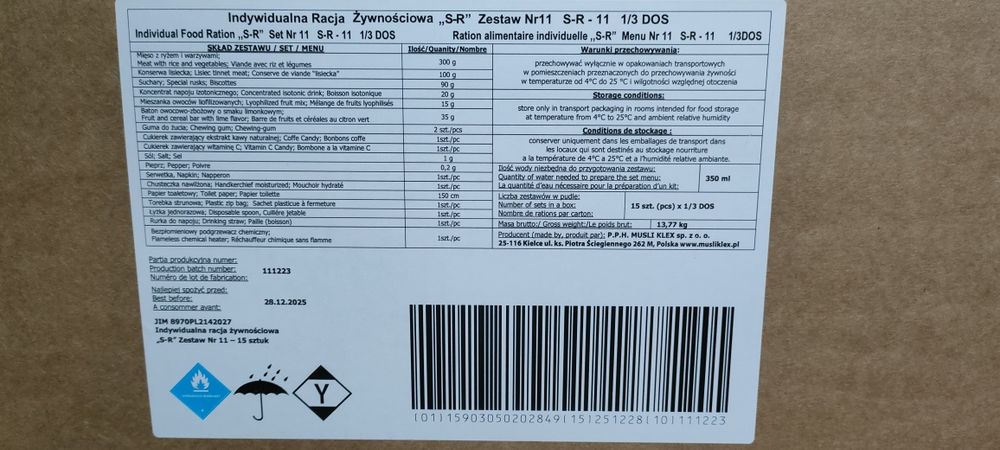 Indywidualna Racja Żywnościowa „S-R” Zestaw Nr11 S-R - 11 1/3 DOS
Individual Food Ration „S-R” Set Nr 11 S-R - 11 1/3 DOS
Ration alimentaire individuelle „S-R” Menu Nr 11 S-R - 11 1/3DOS
SKŁAD ZESTAWU / SET / MENU Ilość/Quanity/Nombre
Mięso z ryżem i warzywami;
Meat with rice and vegetables; Viande avec riz et légumes 300 g
Konserwa lisiecka; Lisiec tinnet meat; Conserve de viande "lisiecka" 100 g
Suchary; Special rusks; Biscottes 90 g
Koncentrat napoju izotonicznego; Concentrated isotonic drink; Boisson isotonique 20 g
Mieszanka owoców liofilizowanych; Lyophilized fruit mix; Mélange de fruits lyophilisés 15 g
Baton owocowo-zbożowy o smaku limonkowym;
Fruit and cereal bar with lime flavor; Barre de fruits et céréales au citron vert 35 g
Guma do żucia; Chewing gum; Chewing-gum 2 szt./pcs
Cukierek zawierający ekstrakt kawy naturalnej; Coffe Candy; Bonbons coffe 1szt./pc
Cukierek zawierający witaminę C; Vitamin C Candy; Bombone a la vitamine C 1szt./pc
Sól; Salt; Sel 1 g
Pieprz; Pepper; Poivre 0,2 g
Serwetka, Napkin; Napperon 1szt./pc
Chusteczka nawilżona; Handkerchief moisturized; Mouchoir hydraté 1szt./pc
Papier toaletowy; Toilet paper; Papier toilette 150 cm
Torebka strunowa; Plastic zip bag; Sachet plasticuce à fermeture 1szt./pc
Łyżka jednorazowa; Disposable spoon, Cuillére jetable 1szt./pc
Rurka do napoju; Drinking straw; Paille (boisson) 1szt./pc
Bezpłomieniowy podgrzewacz chemiczny;
Flameless chemical heater; Réchauffeur chimique sans flamme 1szt./pc
Warunki przechowywania:
przechowywać wyłącznie w opakowaniach transportowych
w pomieszczeniach przeznaczonych do przechowywania żywności
w temperaturze od 4°C do 25 °C i wilgotności względnej otoczenia
Storage conditions:
store only in transport packaging in rooms intended for food storage
at temperature from 4°C to 25°C and ambient relative humidity
Conditions de stockage :
conserver uniquement dans les emballages de transport dans
les locaux qui sont destinés au stockage nourriture
a la température de 4°C a 25°C et a l'humidité relative ambiante.
Ilość wody niezbędna do przygotowania zestawu:
Quantity of water needed to prepare the set menu: 350 ml
La quantité d'eau nécessaire pour la préparation d'un kit:
Liczba zestawów w pudle:
Number of sets in a box: 15 szt. (pcs) x 1/3 DOS
Nombre de rations par carton:
Masa brutto:/ Gross weight:/Le poids brut: 13,77 kg
Producent (made by, produit par): P.P.H. MUSLI KLEX sp. z o. o.
25-116 Kielce ul. ks. Piotra Ściegiennego 262 M, Polska www.musliklex.pl
Partia produkcyjna numer:
Production batch number: 111223
Numéro de lot de fabrication:
Najlepiej spożyć przed:
Best before: 28.12.2025
A consommer avant:
JIM 8970PL2142027
Indywidualna racja żywnościowa
„S-R” Zestaw Nr 11 – 15 sztuk
Y
(01)15903050202849(15)251228(10)111223